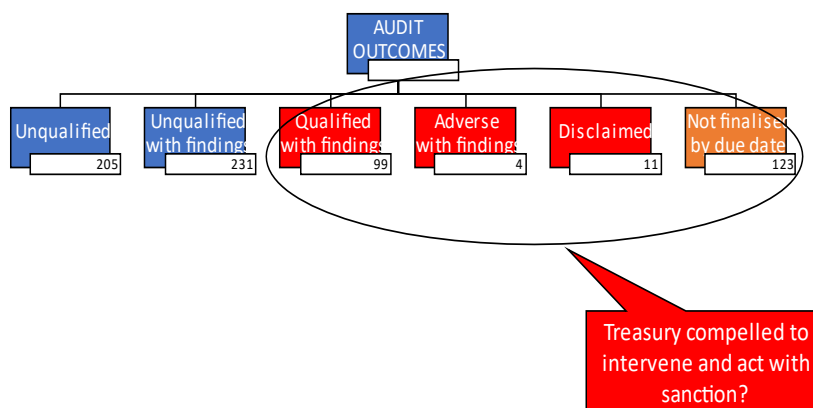 AUDIT
OUTCOMES
Unqualified
205
Unqualified
with findings
231
Qualified
with findings
99
Adverse
with findings
4
Disclaimed
11
Not finalised
by due date
123
Treasury compelled to
intervene and act with
sanction?